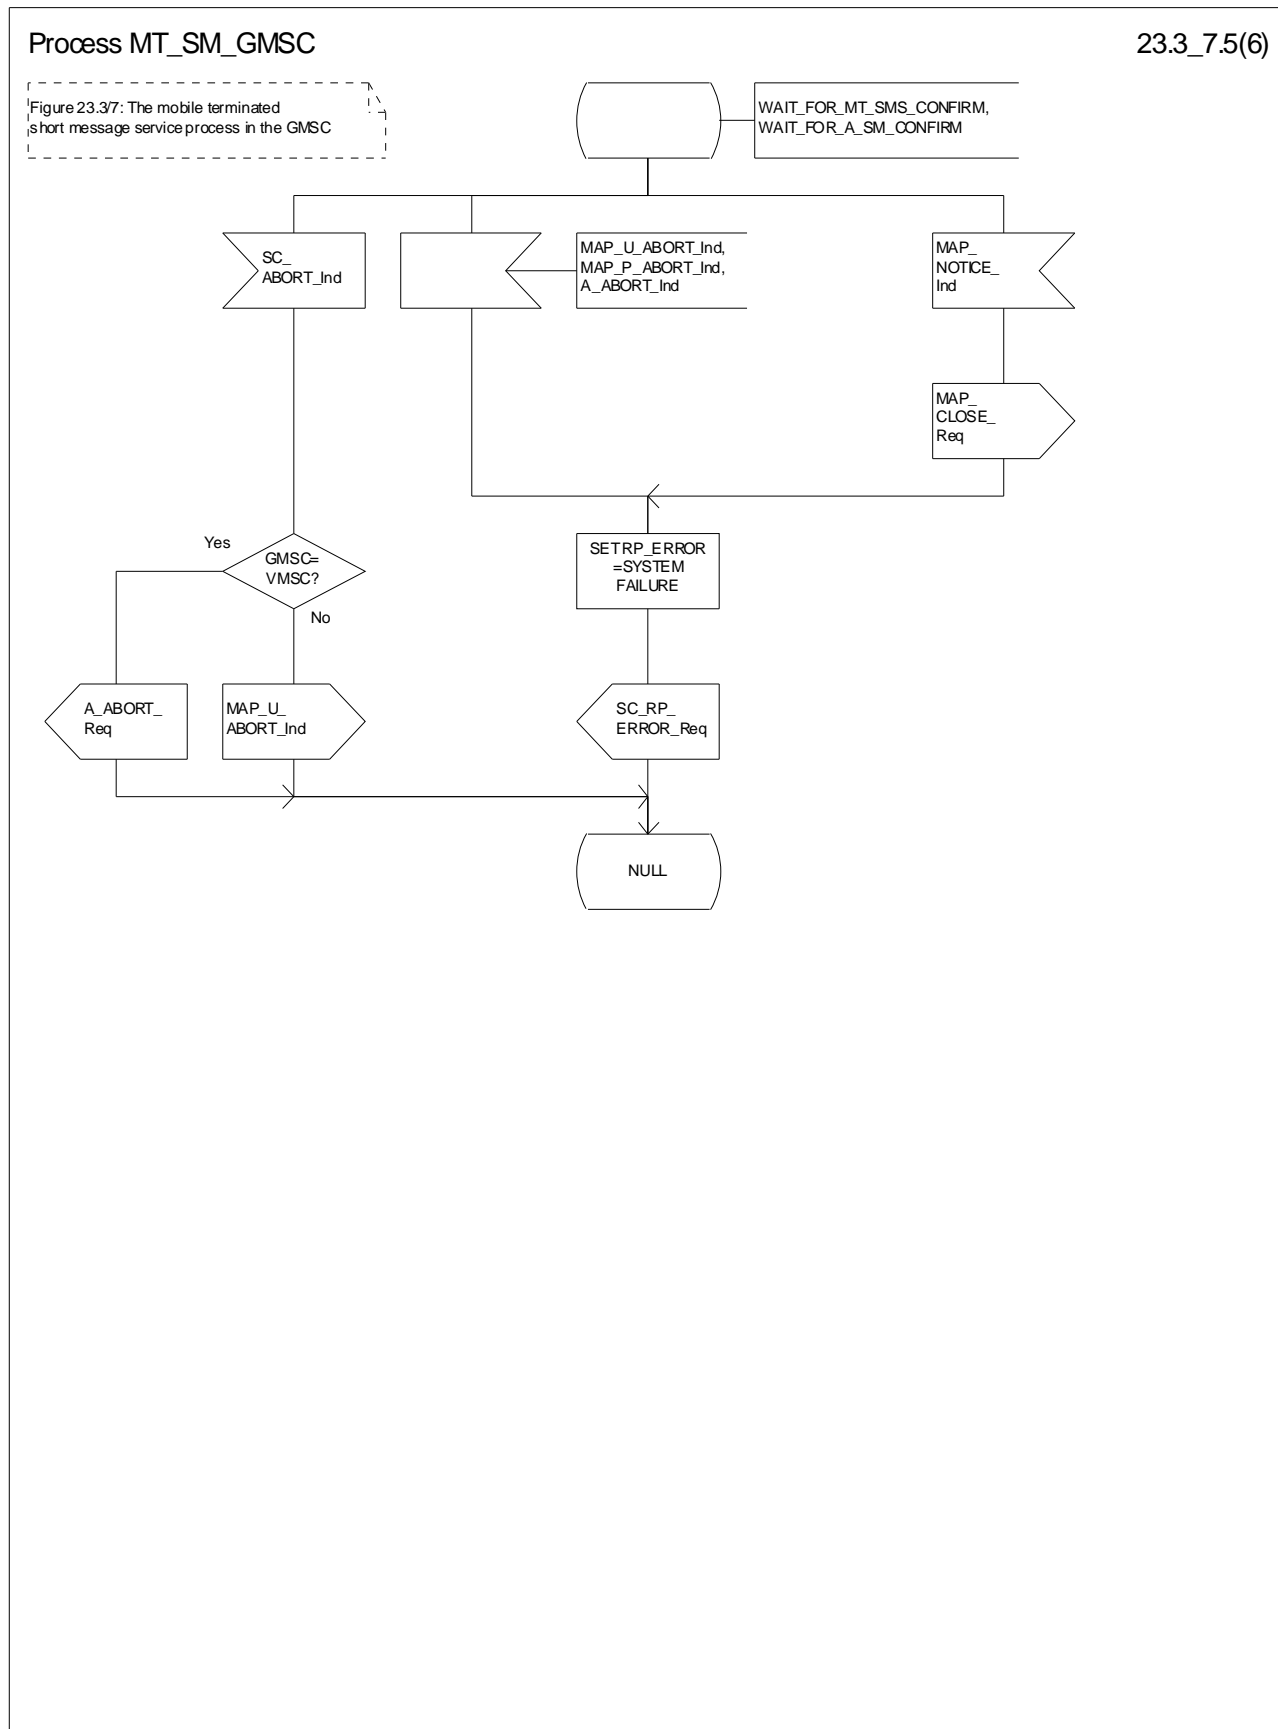 Process MT_SM_GMSC
23.3_7.5(6)
Figure 23.3/7: The mobile terminated
short message service process in the GMSC
WAIT_FOR_MT_SMS_CONFIRM,
WAIT_FOR_A_SM_CONFIRM
SC_
ABORT_Ind
MAP_U_ABORT_Ind,
MAP_P_ABORT_Ind,
A_ABORT_Ind
MAP_
NOTICE_
Ind
MAP_
CLOSE_
Req
Yes
GMSC=
VMSC?
No
SET RP_ERROR
=SYSTEM
FAILURE
A_ABORT_
Req
MAP_U_
ABORT_Ind
SC_RP_
ERROR_Req
NULL